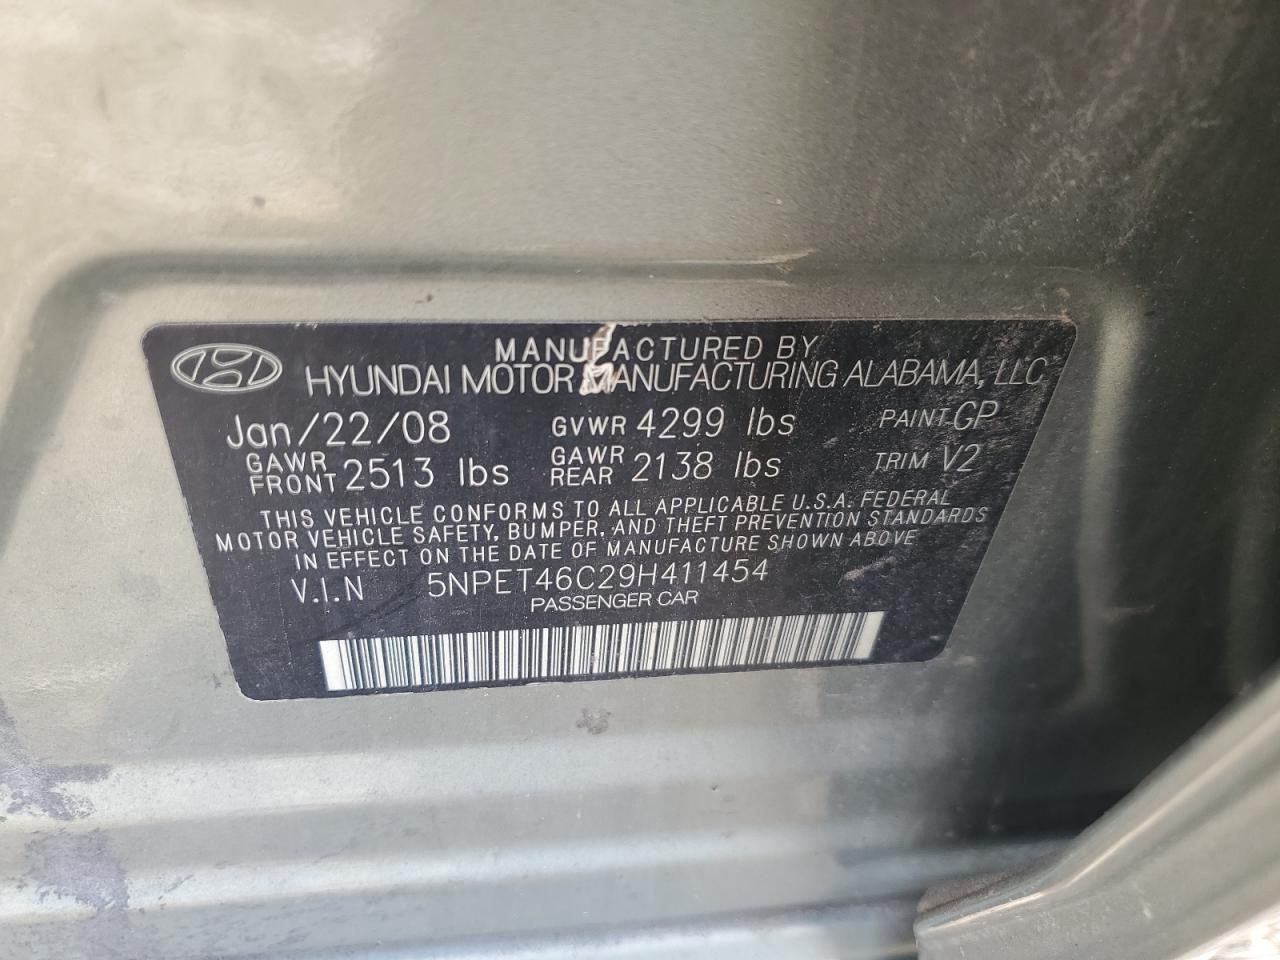 MANUFACTURED BY
HYUNDAI MOTOR MANUFACTURING ALABAMA, LLC
Jan/22/08 GVWR 4299 lbs PAINT GP
GAWR FRONT 2513 lbs GAWR REAR 2138 lbs TRIM V2
THIS VEHICLE CONFORMS TO ALL APPLICABLE U.S.A. FEDERAL
MOTOR VEHICLE SAFETY, BUMPER, AND THEFT PREVENTION STANDARDS
IN EFFECT ON THE DATE OF MANUFACTURE SHOWN ABOVE
V.I.N 5NPET46C29H411454
PASSENGER CAR